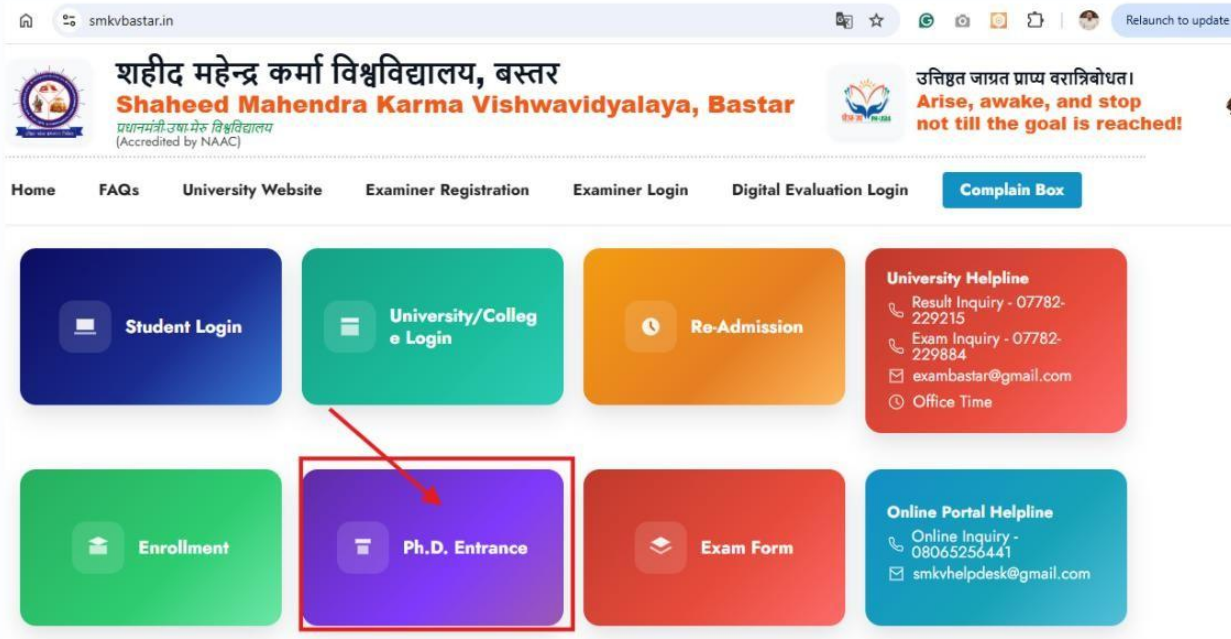 smkvbastar.in
Relaunch to update
शहीद महेन्द्र कर्मा विश्वविद्यालय, बस्तर
Shaheed Mahendra Karma Vishwavidyalaya, Bastar
प्रधानमंत्री-उषा-मेरु विश्वविद्यालय
(Accredited by NAAC)
उत्तिष्ठत जाग्रत प्राप्य वरान्निबोधत।
Arise, awake, and stop
not till the goal is reached!
Home FAQs University Website Examiner Registration Examiner Login Digital Evaluation Login Complain Box
Student Login
University/Colleg
e Login
Re-Admission
University Helpline
Result Inquiry - 07782-
229215
Exam Inquiry - 07782-
229884
exambastar@gmail.com
Office Time
Enrollment
Ph.D. Entrance
Exam Form
Online Portal Helpline
Online Inquiry -
08065256441
smkvhelpdesk@gmail.com